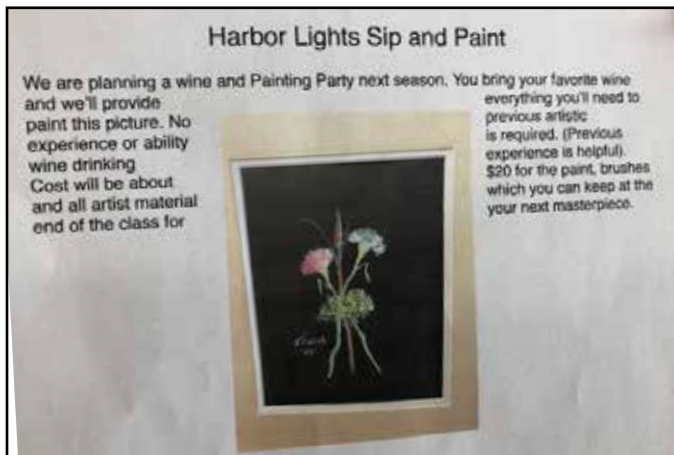 Harbor Lights Sip and Paint
We are planning a wine and Painting Party next season. You bring your favorite wine
and we'll provide everything you'll need to
paint this picture. No previous artistic
experience or ability is required. (Previous
wine drinking experience is helpful).
Cost will be about $20 for the paint, brushes
and all artist material which you can keep at the
end of the class for your next masterpiece.